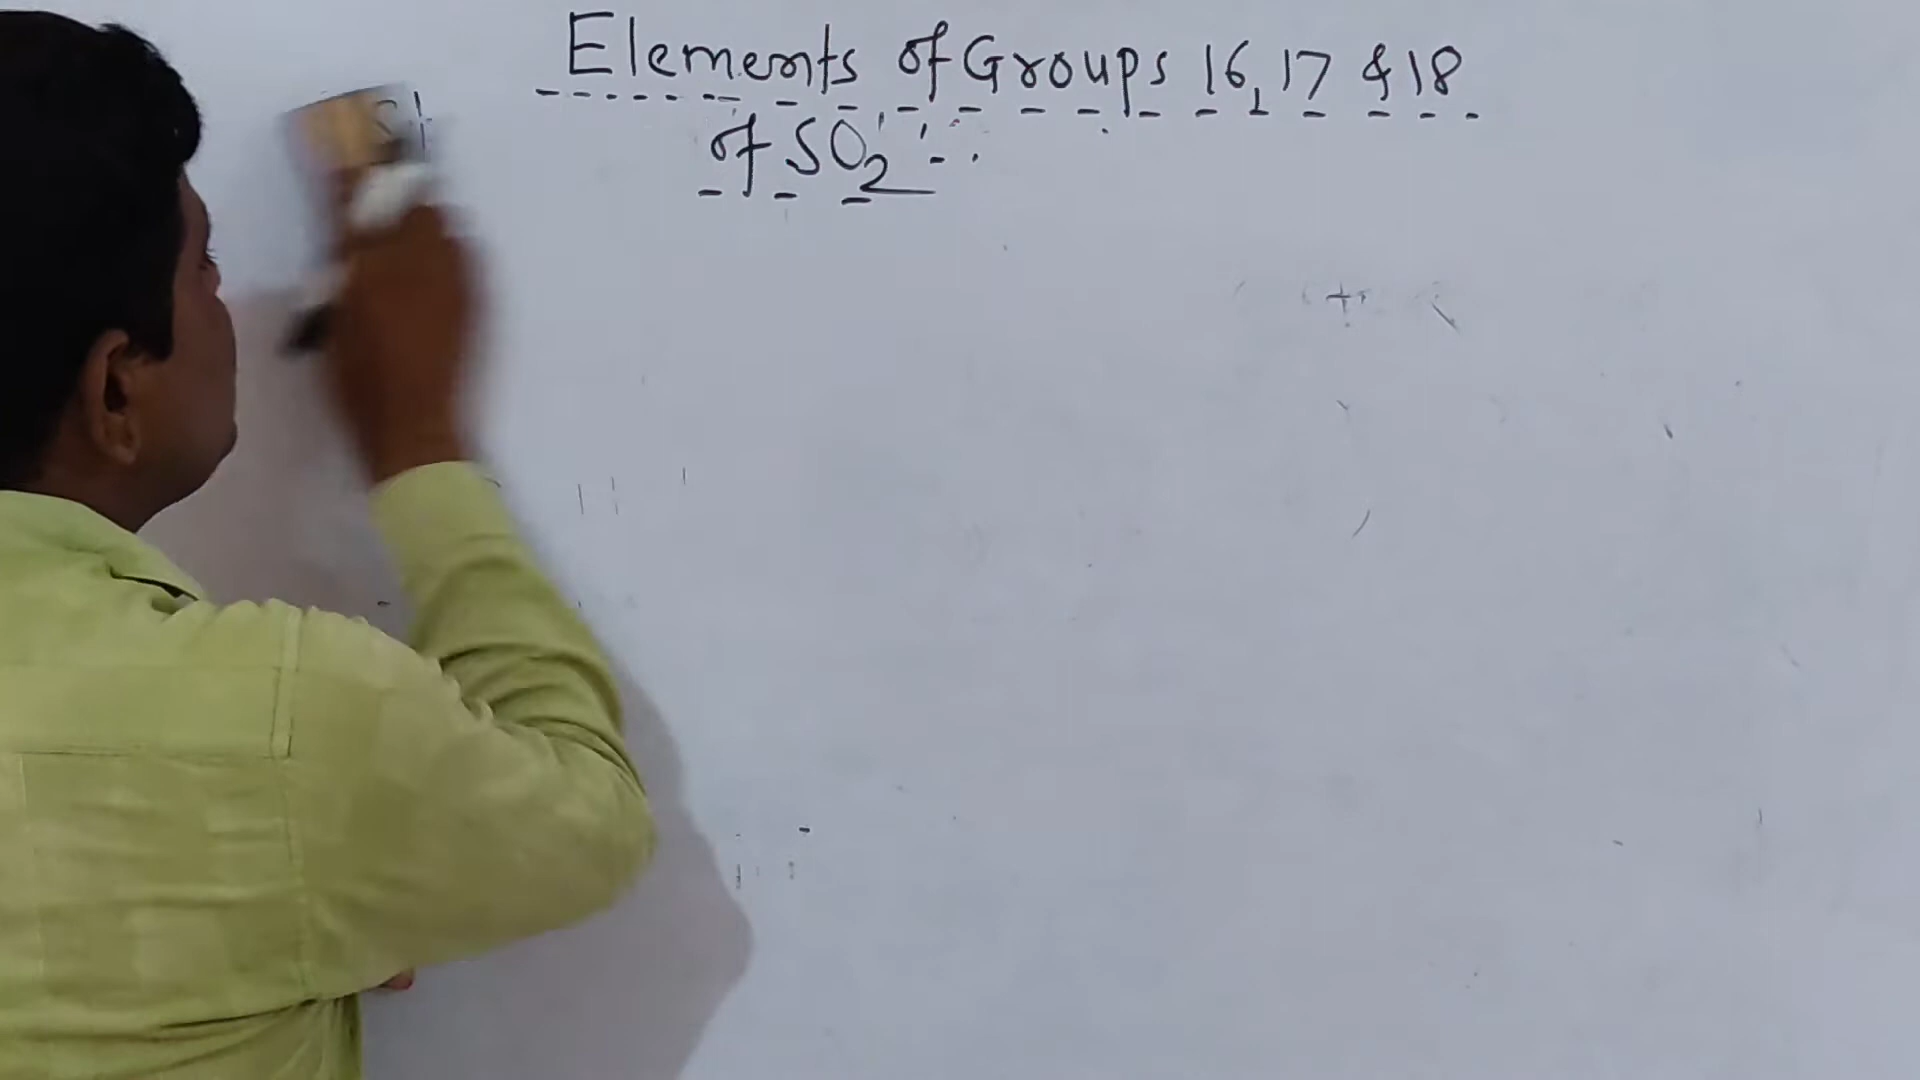 Elements of Groups 16, 17 & 18
of SO₂